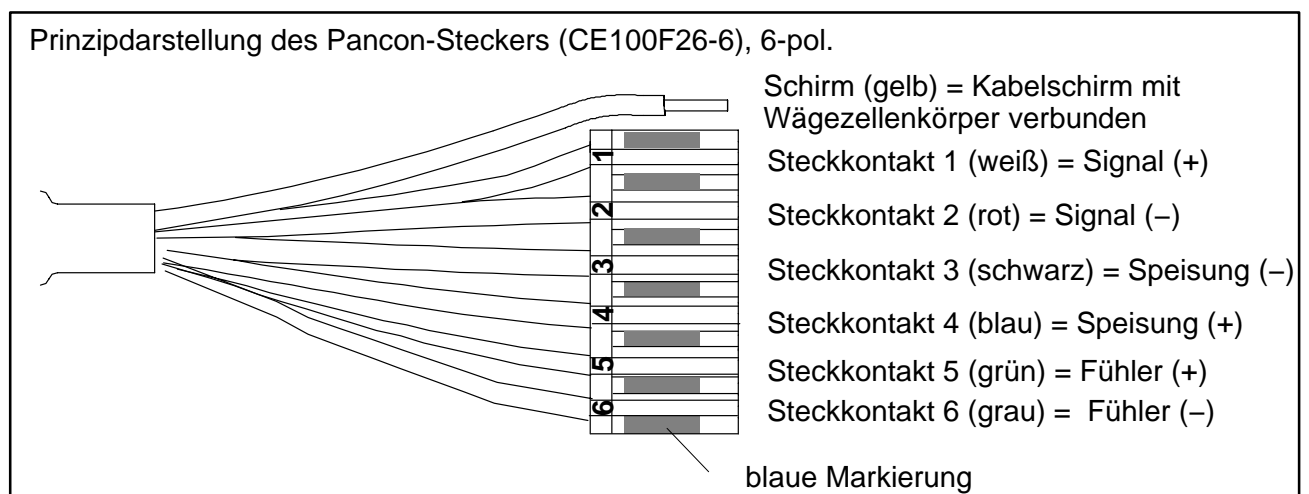 Prinzipdarstellung des Pancon-Steckers (CE100F26-6), 6-pol.
Schirm (gelb) = Kabelschirm mit
Wägezellenkörper verbunden
1
Steckkontakt 1 (weiß) = Signal (+)
2
Steckkontakt 2 (rot) = Signal (−)
3
Steckkontakt 3 (schwarz) = Speisung (−)
4
Steckkontakt 4 (blau) = Speisung (+)
5
Steckkontakt 5 (grün) = Fühler (+)
6
Steckkontakt 6 (grau) = Fühler (−)
blaue Markierung